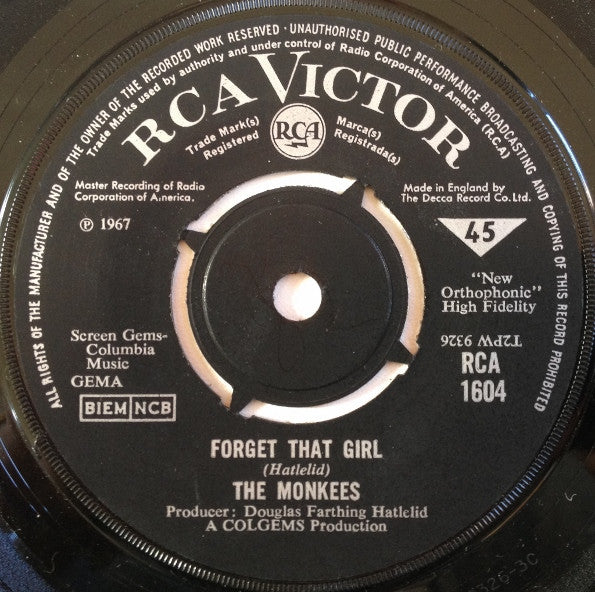 ALL RIGHTS OF THE MANUFACTURER AND OF THE OWNER OF THE RECORDED WORK RESERVED · UNAUTHORISED PUBLIC PERFORMANCE BROADCASTING AND COPYING OF THIS RECORD PROHIBITED
Trade Marks used by authority and under control of Radio Corporation of America (R.C.A)
RCA VICTOR
Trade Mark(s)
Registered
RCA
Marca(s)
Registrada(s)
Master Recording of Radio
Corporation of America.
Made in England by
The Decca Record Co. Ltd.
℗ 1967
45
"New
Orthophonic"
High Fidelity
T2PW 9326
RCA
1604
Screen Gems-
Columbia
Music
GEMA
BIEM NCB
FORGET THAT GIRL
(Hatlelid)
THE MONKEES
Producer: Douglas Farthing Hatlelid
A COLGEMS Production